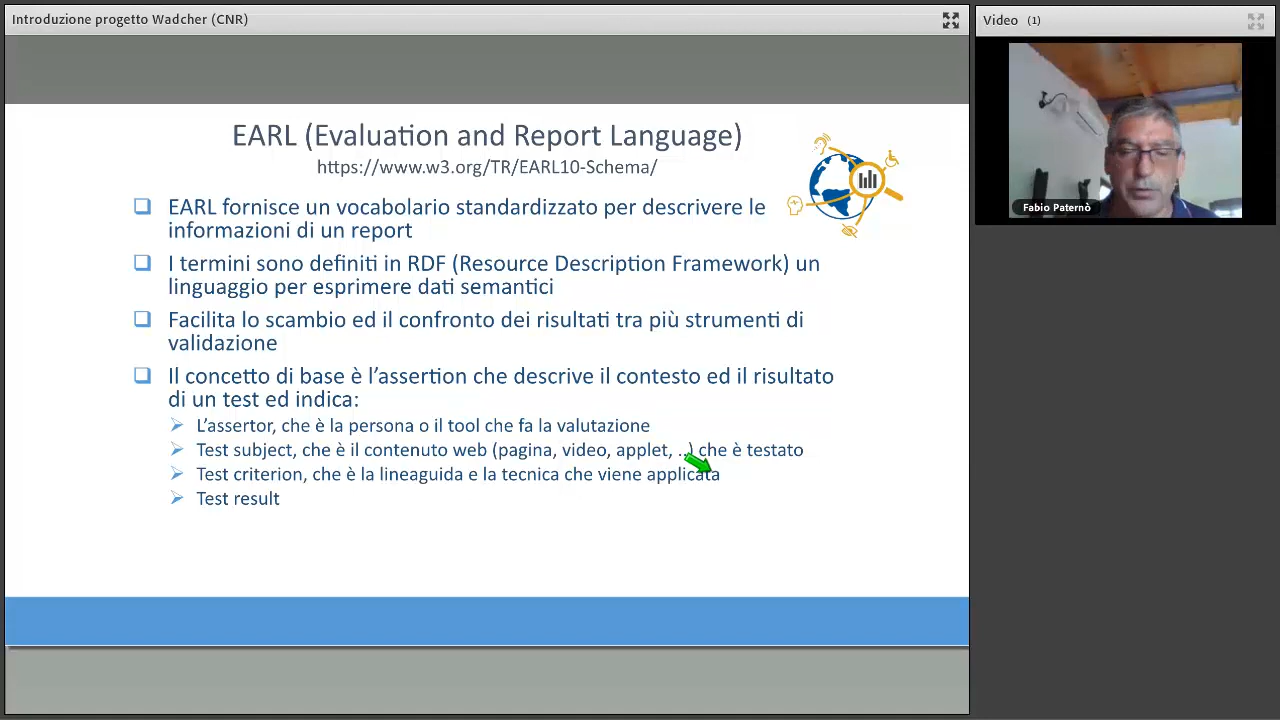 Introduzione progetto Wadcher (CNR)
Video (1)
EARL (Evaluation and Report Language)
https://www.w3.org/TR/EARL10-Schema/
EARL fornisce un vocabolario standardizzato per descrivere le
informazioni di un report
I termini sono definiti in RDF (Resource Description Framework) un
linguaggio per esprimere dati semantici
Facilita lo scambio ed il confronto dei risultati tra più strumenti di
validazione
Il concetto di base è l’assertion che descrive il contesto ed il risultato
di un test ed indica:
L’assertor, che è la persona o il tool che fa la valutazione
Test subject, che è il contenuto web (pagina, video, applet, ...) che è testato
Test criterion, che è la lineaguida e la tecnica che viene applicata
Test result
Fabio Paternò